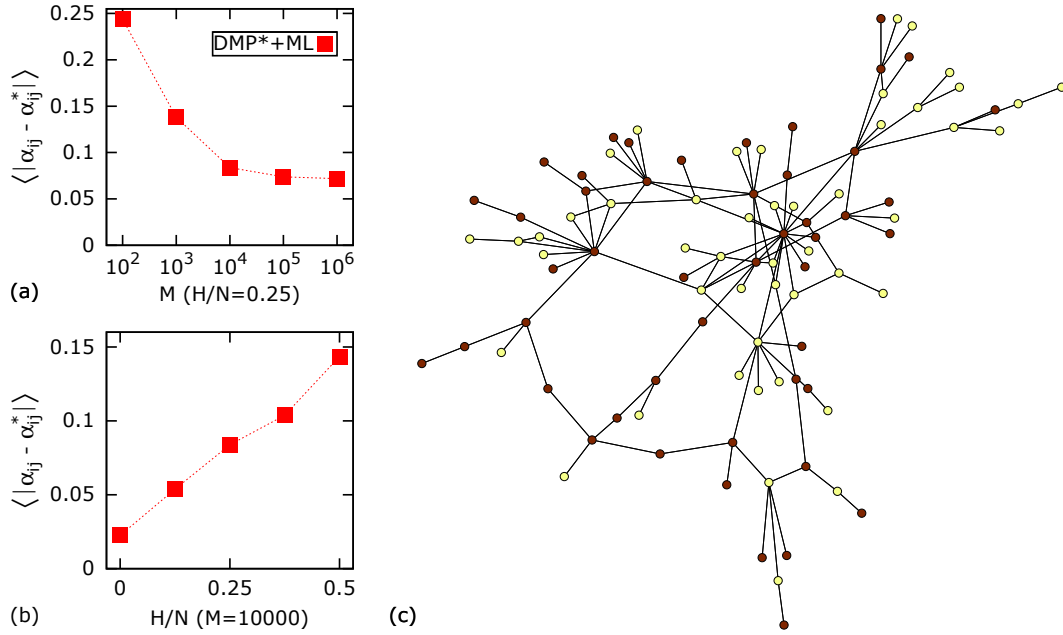 0.25
0.2
0.15
0.1
0.05
0
⟨|α_ij - α*_ij|⟩
DMP*+ML
10^2 10^3 10^4 10^5 10^6
(a)
M (H/N=0.25)
0.15
0.1
0.05
0
⟨|α_ij - α*_ij|⟩
0 0.25 0.5
(b)
H/N (M=10000)
(c)